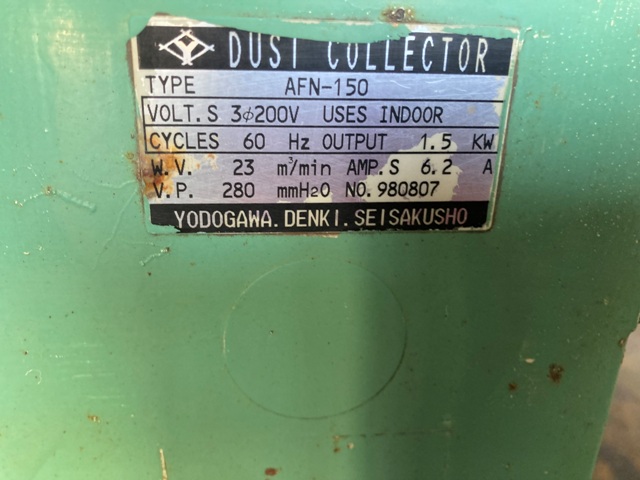 DUST COLLECTOR
TYPE AFN-150
VOLT.S 3φ200V USES INDOOR
CYCLES 60 Hz OUTPUT 1.5 KW
W.V. 23 m³/min AMP.S 6.2 A
V.P. 280 mmH₂O NO.980807
YODOGAWA.DENKI.SEISAKUSHO